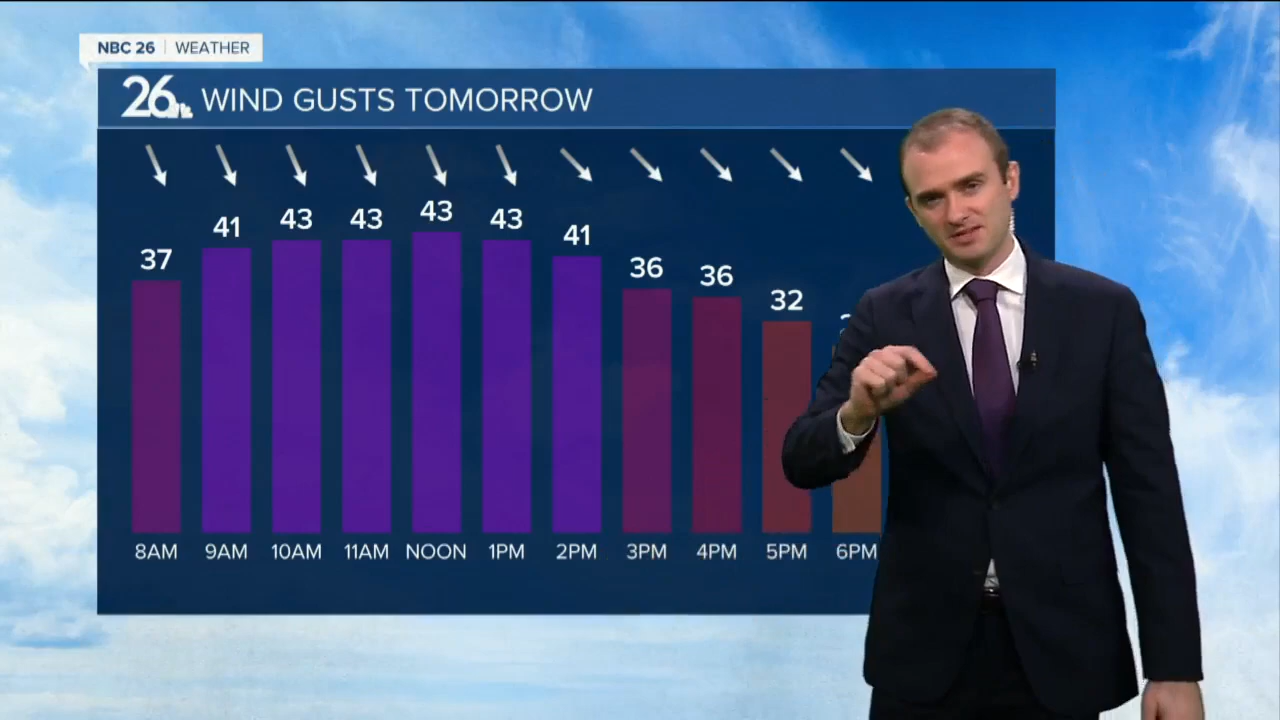 NBC 26 | WEATHER
26 WIND GUSTS TOMORROW
37 41 43 43 43 43 41 36 36 32
8AM 9AM 10AM 11AM NOON 1PM 2PM 3PM 4PM 5PM 6PM